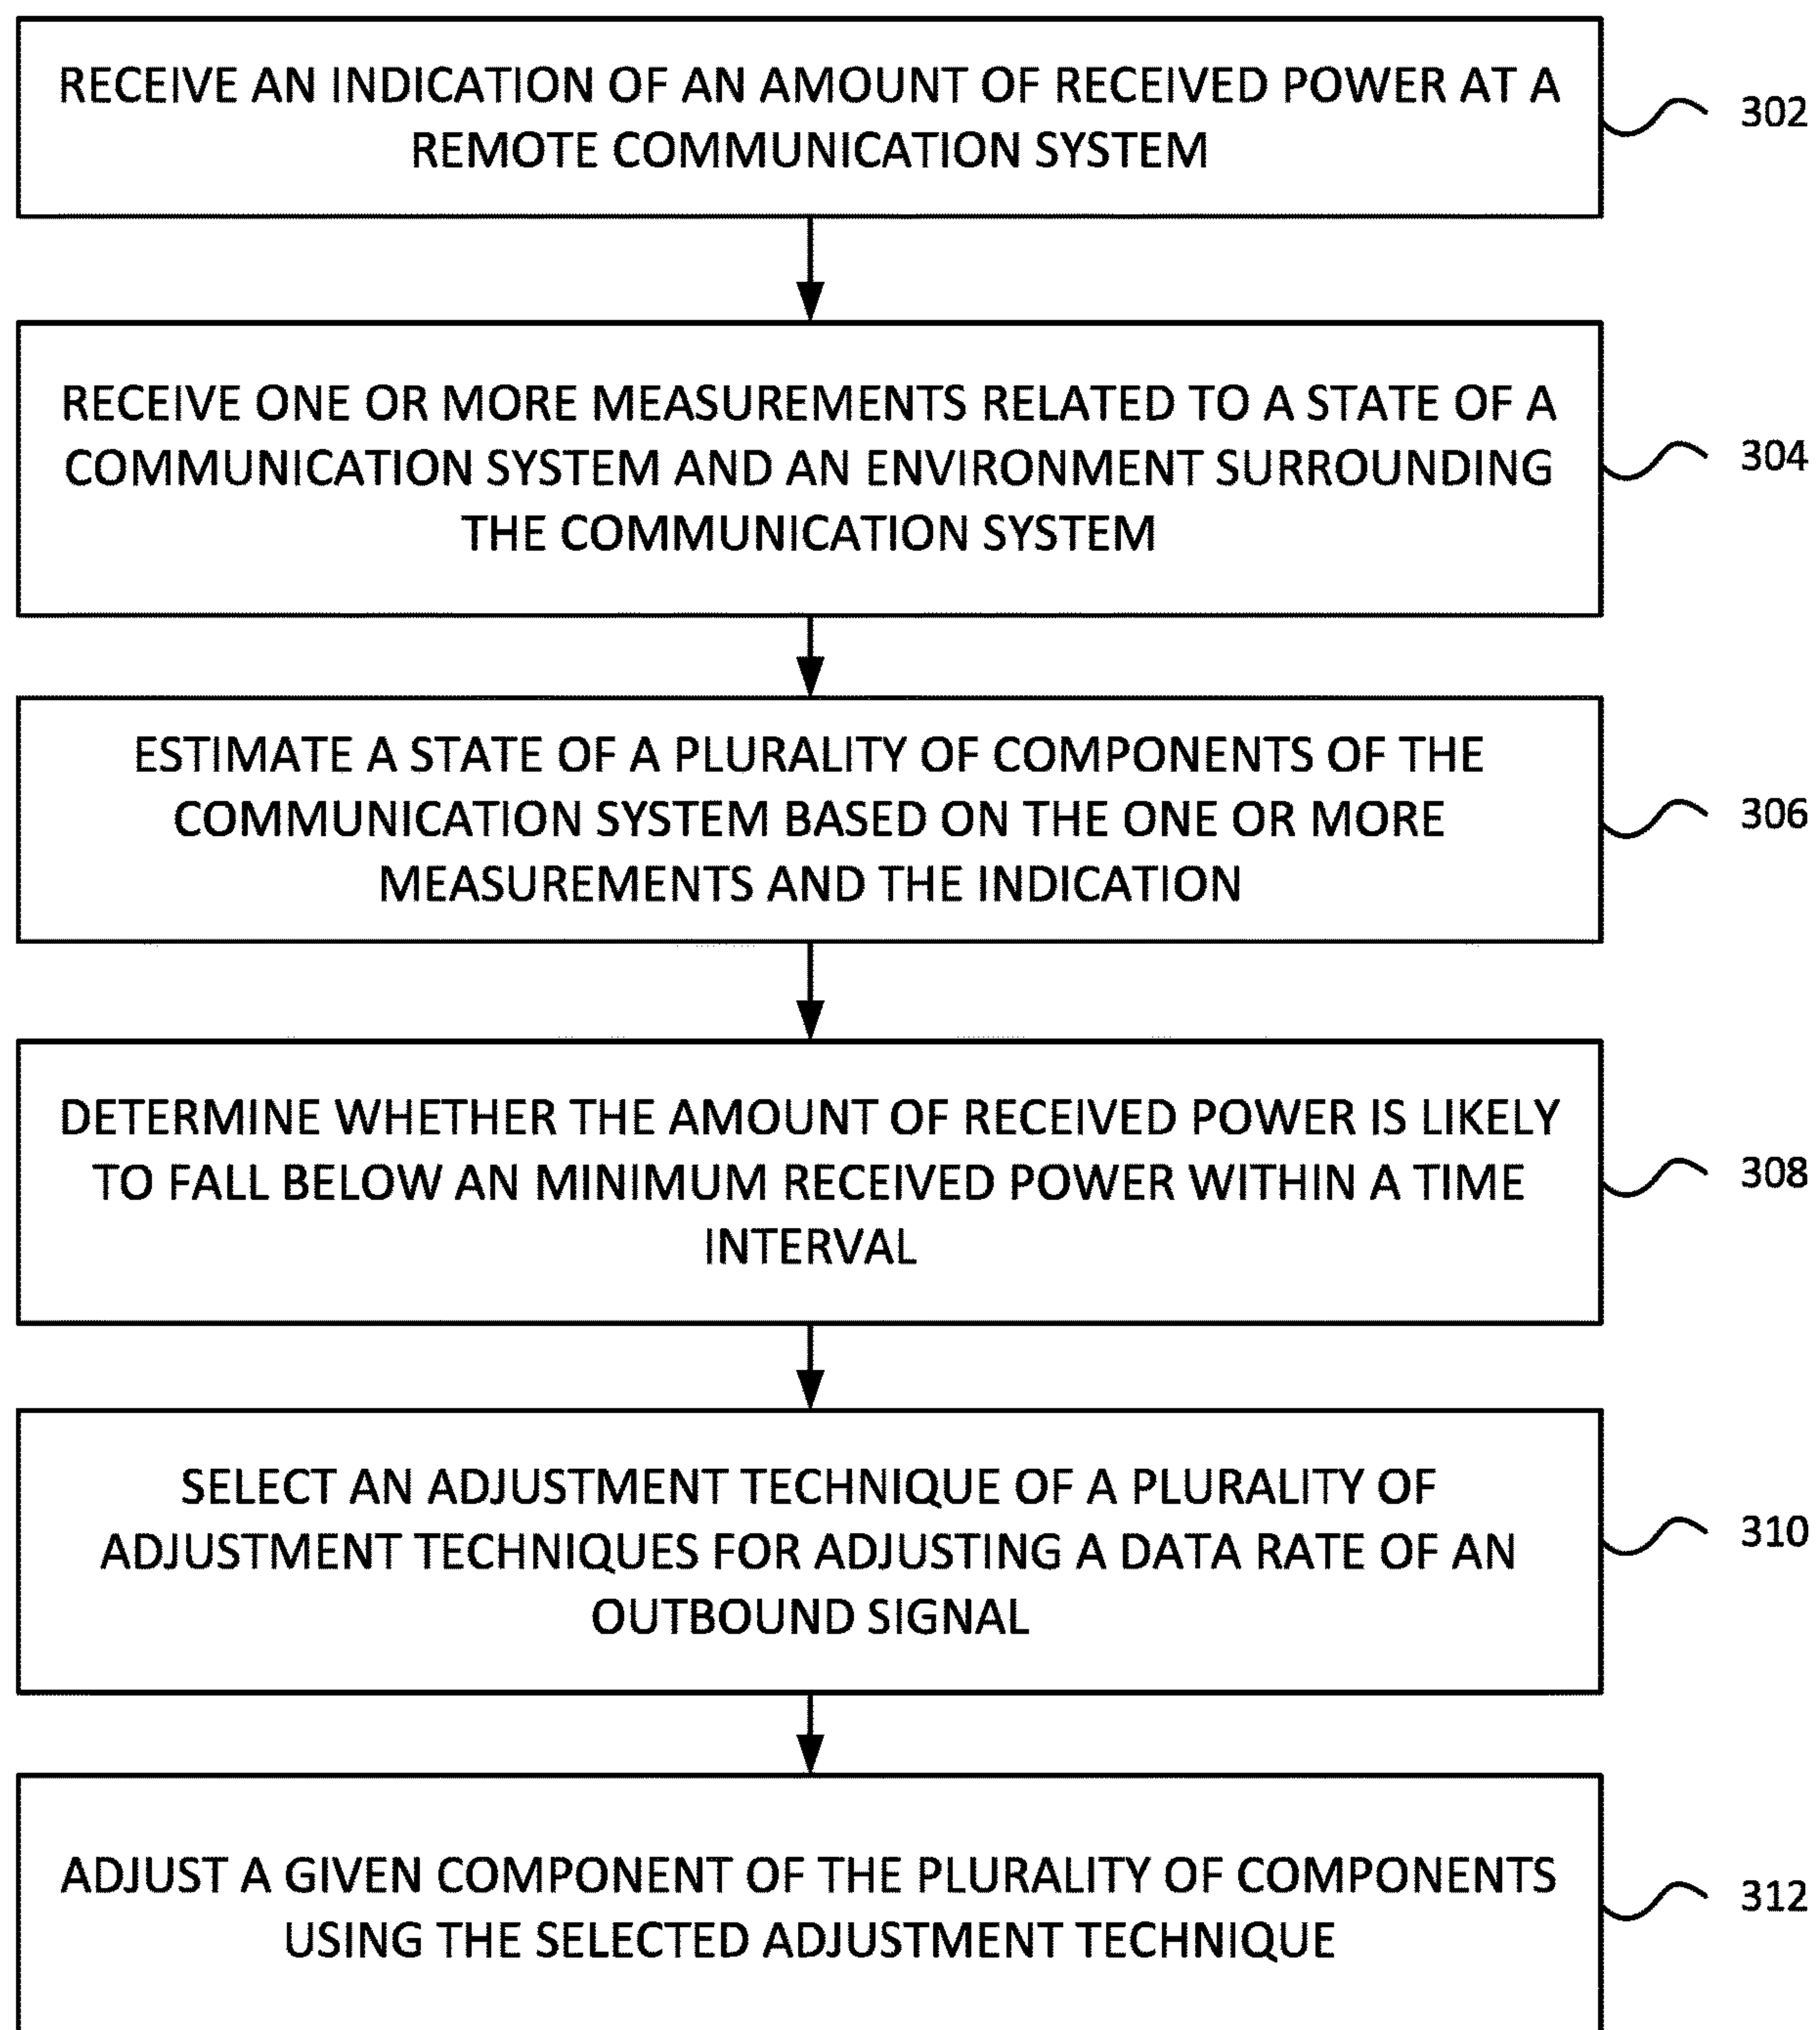 RECEIVE AN INDICATION OF AN AMOUNT OF RECEIVED POWER AT A
REMOTE COMMUNICATION SYSTEM
302
RECEIVE ONE OR MORE MEASUREMENTS RELATED TO A STATE OF A
COMMUNICATION SYSTEM AND AN ENVIRONMENT SURROUNDING
THE COMMUNICATION SYSTEM
304
ESTIMATE A STATE OF A PLURALITY OF COMPONENTS OF THE
COMMUNICATION SYSTEM BASED ON THE ONE OR MORE
MEASUREMENTS AND THE INDICATION
306
DETERMINE WHETHER THE AMOUNT OF RECEIVED POWER IS LIKELY
TO FALL BELOW AN MINIMUM RECEIVED POWER WITHIN A TIME
INTERVAL
308
SELECT AN ADJUSTMENT TECHNIQUE OF A PLURALITY OF
ADJUSTMENT TECHNIQUES FOR ADJUSTING A DATA RATE OF AN
OUTBOUND SIGNAL
310
ADJUST A GIVEN COMPONENT OF THE PLURALITY OF COMPONENTS
USING THE SELECTED ADJUSTMENT TECHNIQUE
312